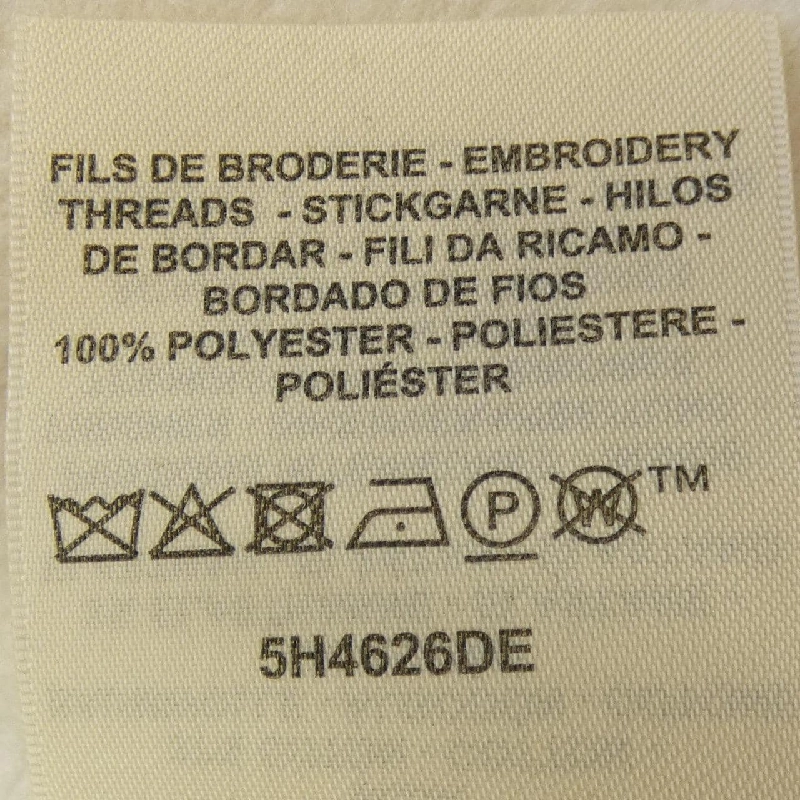 FILS DE BRODERIE - EMBROIDERY
THREADS - STICKGARNE - HILOS
DE BORDAR - FILI DA RICAMO -
BORDADO DE FIOS
100% POLYESTER - POLIESTERE -
POLIÉSTER
P W TM
5H4626DE